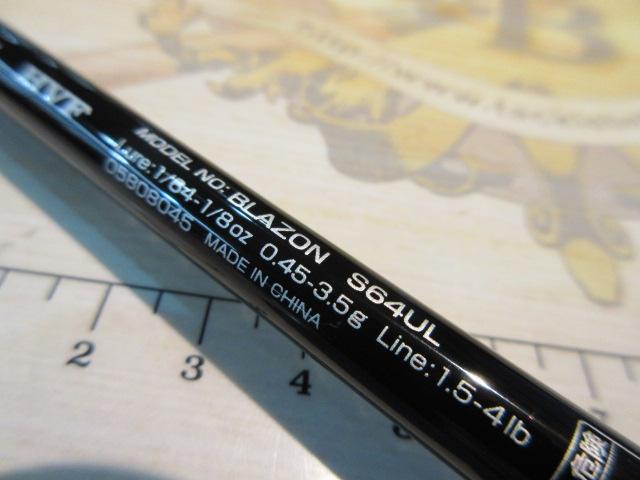 HVF
MODEL NO: BLAZON S64UL
Lure:1/64-1/8oz 0.45-3.5g Line:1.5-4lb
05808045 MADE IN CHINA
危険
2 3 4